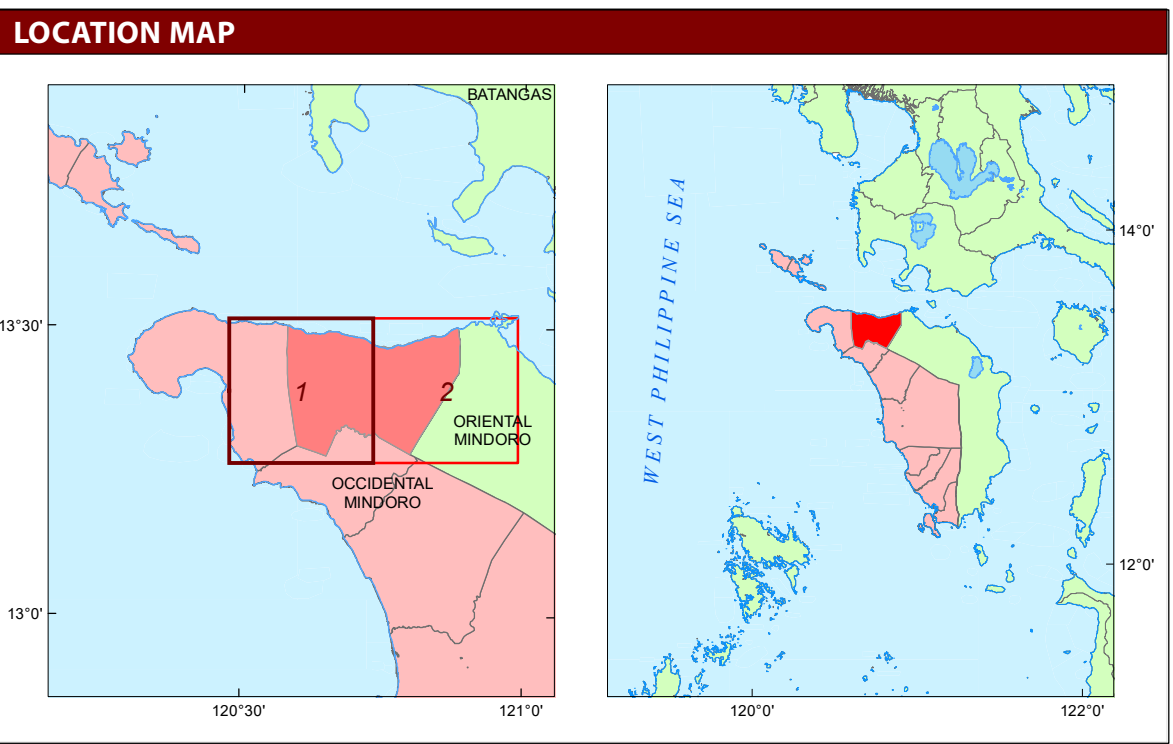 LOCATION MAP
BATANGAS
13°30'
1
2
ORIENTAL
MINDORO
OCCIDENTAL
MINDORO
13°0'
120°30'
121°0'
WEST PHILIPPINE SEA
14°0'
12°0'
120°0'
122°0'